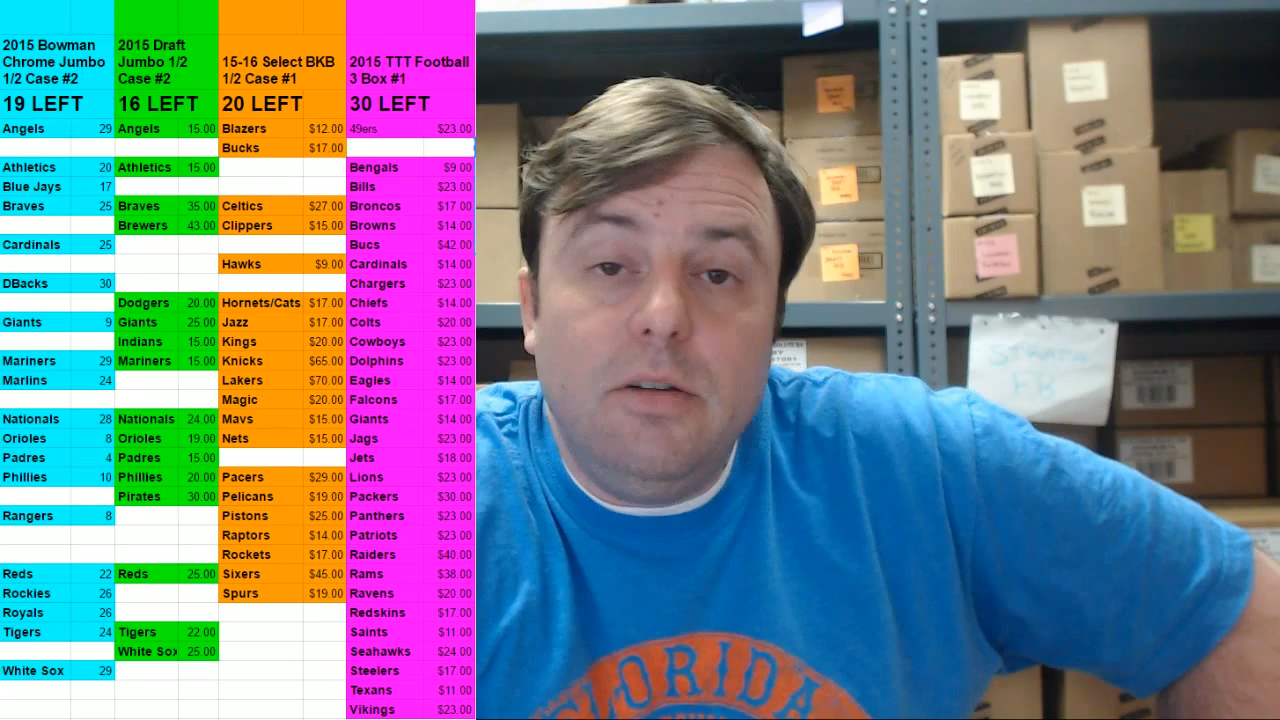 2015 Bowman Chrome Jumbo 1/2 Case #2
19 LEFT
Angels 29
Athletics 20
Blue Jays 17
Braves 25
Cardinals 25
DBacks 30
Giants 9
Mariners 29
Marlins 24
Nationals 28
Orioles 8
Padres 4
Phillies 10
Rangers 8
Reds 22
Rockies 26
Royals 26
Tigers 24
White Sox 29
2015 Draft Jumbo 1/2 Case #2
16 LEFT
Angels 15.00
Athletics 15.00
Braves 35.00
Brewers 43.00
Dodgers 20.00
Giants 25.00
Indians 15.00
Mariners 15.00
Nationals 24.00
Orioles 19.00
Padres 15.00
Phillies 20.00
Pirates 30.00
Reds 25.00
Tigers 22.00
White Sox 25.00
15-16 Select BKB 1/2 Case #1
20 LEFT
Blazers $12.00
Bucks $17.00
Celtics $27.00
Clippers $15.00
Hawks $9.00
Hornets/Cats $17.00
Jazz $17.00
Kings $20.00
Knicks $65.00
Lakers $70.00
Magic $20.00
Mavs $15.00
Nets $15.00
Pacers $29.00
Pelicans $19.00
Pistons $25.00
Raptors $14.00
Rockets $17.00
Sixers $45.00
Spurs $19.00
2015 TTT Football 3 Box #1
30 LEFT
49ers $23.00
Bengals $9.00
Bills $23.00
Broncos $17.00
Browns $14.00
Bucs $42.00
Cardinals $14.00
Chargers $23.00
Chiefs $14.00
Colts $20.00
Cowboys $23.00
Dolphins $23.00
Eagles $14.00
Falcons $17.00
Giants $14.00
Jags $23.00
Jets $18.00
Lions $23.00
Packers $30.00
Panthers $23.00
Patriots $23.00
Raiders $40.00
Rams $38.00
Ravens $20.00
Redskins $17.00
Saints $11.00
Seahawks $24.00
Steelers $17.00
Texans $11.00
Vikings $23.00
FB
FLORIDA